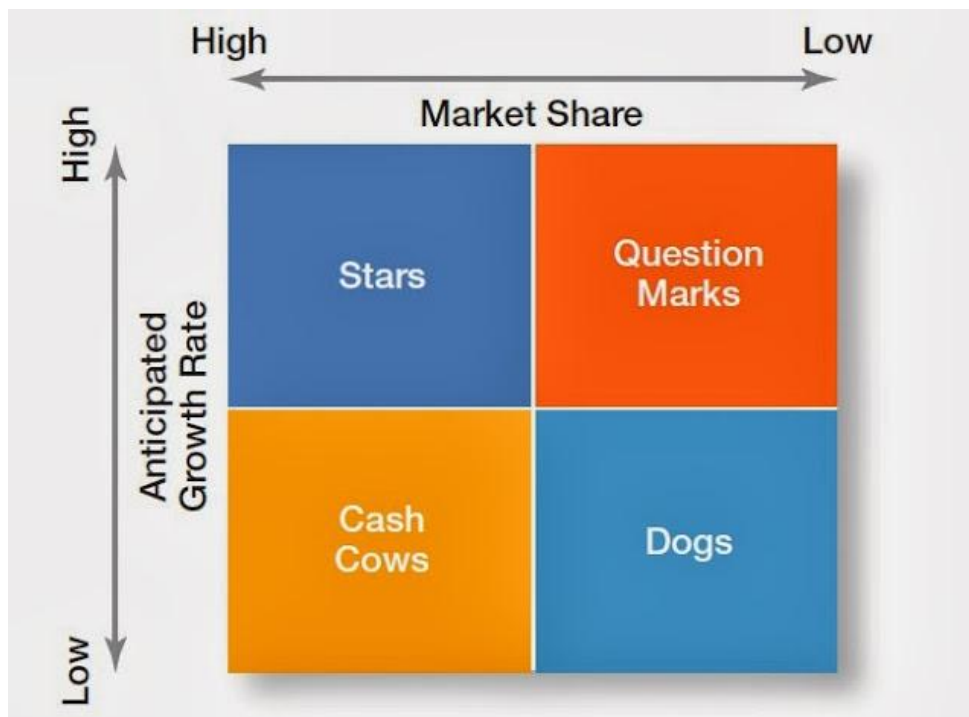 High
Low
Market Share
High
Anticipated
Growth Rate
Low
Stars
Question
Marks
Cash
Cows
Dogs